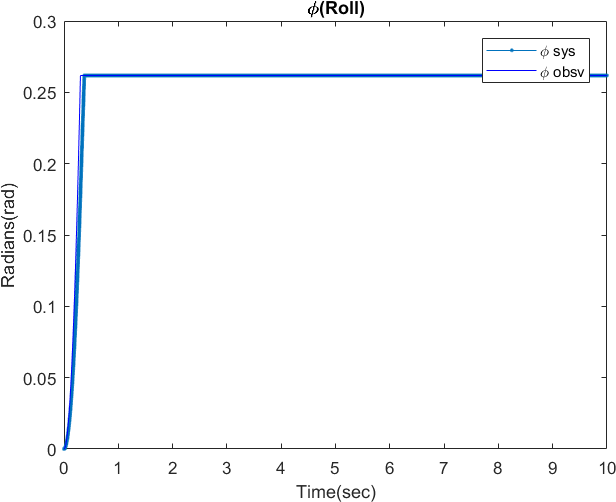 ϕ(Roll)
0.3
0.25
0.2
0.15
0.1
0.05
0
Radians(rad)
ϕ sys
ϕ obsv
0 1 2 3 4 5 6 7 8 9 10
Time(sec)